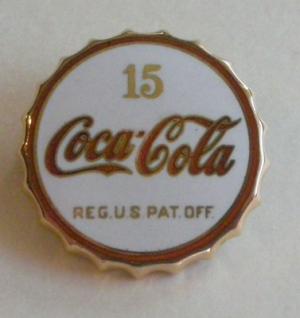 15
Coca-Cola
REG. U.S. PAT. OFF.